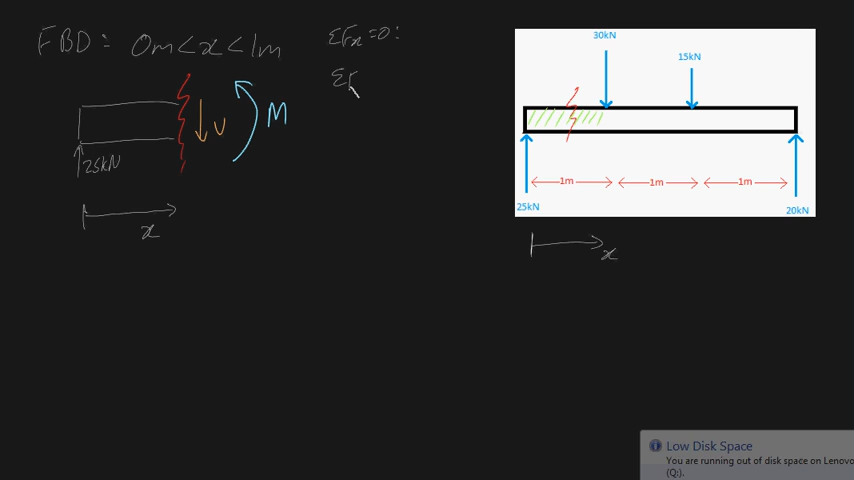 FBD: 0m<x<1m
ΣFx=0:
ΣF
V
M
25kN
x
30kN
15kN
1m
1m
1m
25kN
20kN
x
Low Disk Space
You are running out of disk space on Lenovo
(Q:).